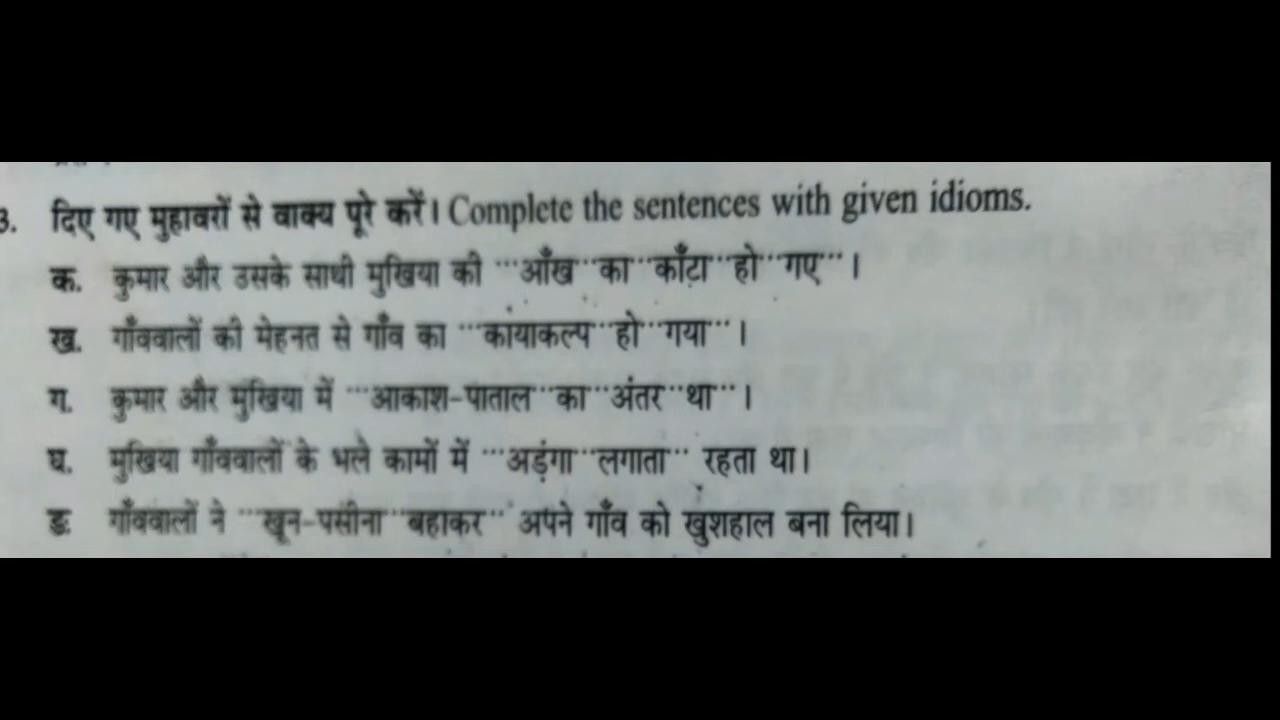 3. दिए गए मुहावरों से वाक्य पूरे करें। Complete the sentences with given idioms.
क. कुमार और उसके साथी मुखिया की ···आँख··का··काँटा··हो··गए···।
ख. गाँववालों की मेहनत से गाँव का ···कायाकल्प··हो··गया···।
ग. कुमार और मुखिया में ···आकाश-पाताल··का··अंतर··था···।
घ. मुखिया गाँववालों के भले कामों में ···अड़ंगा··लगाता··· रहता था।
ङ गाँववालों ने ···खून-पसीना··बहाकर··· अपने गाँव को खुशहाल बना लिया।